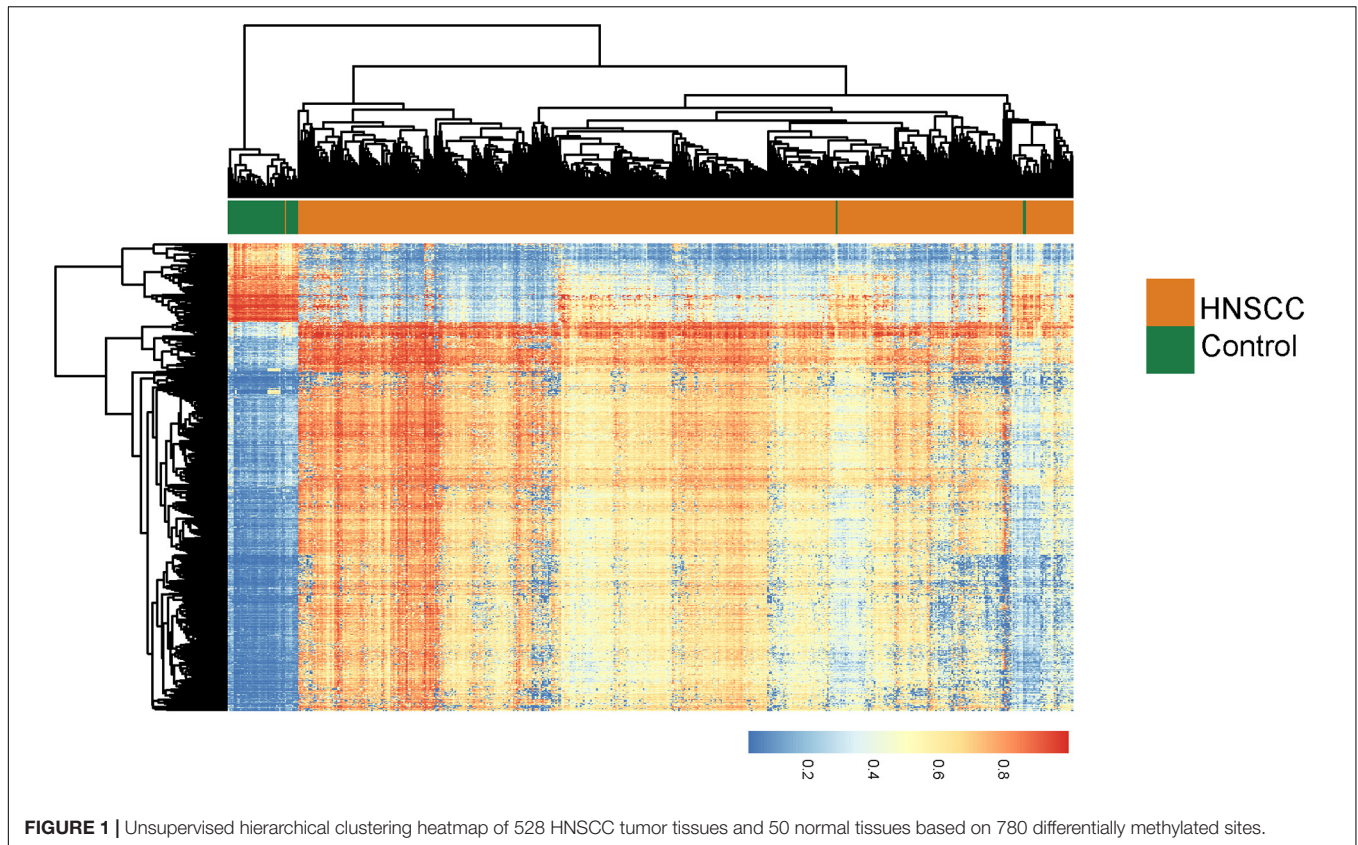 HNSCC
Control
0.2
0.4
0.6
0.8
FIGURE 1 | Unsupervised hierarchical clustering heatmap of 528 HNSCC tumor tissues and 50 normal tissues based on 780 differentially methylated sites.